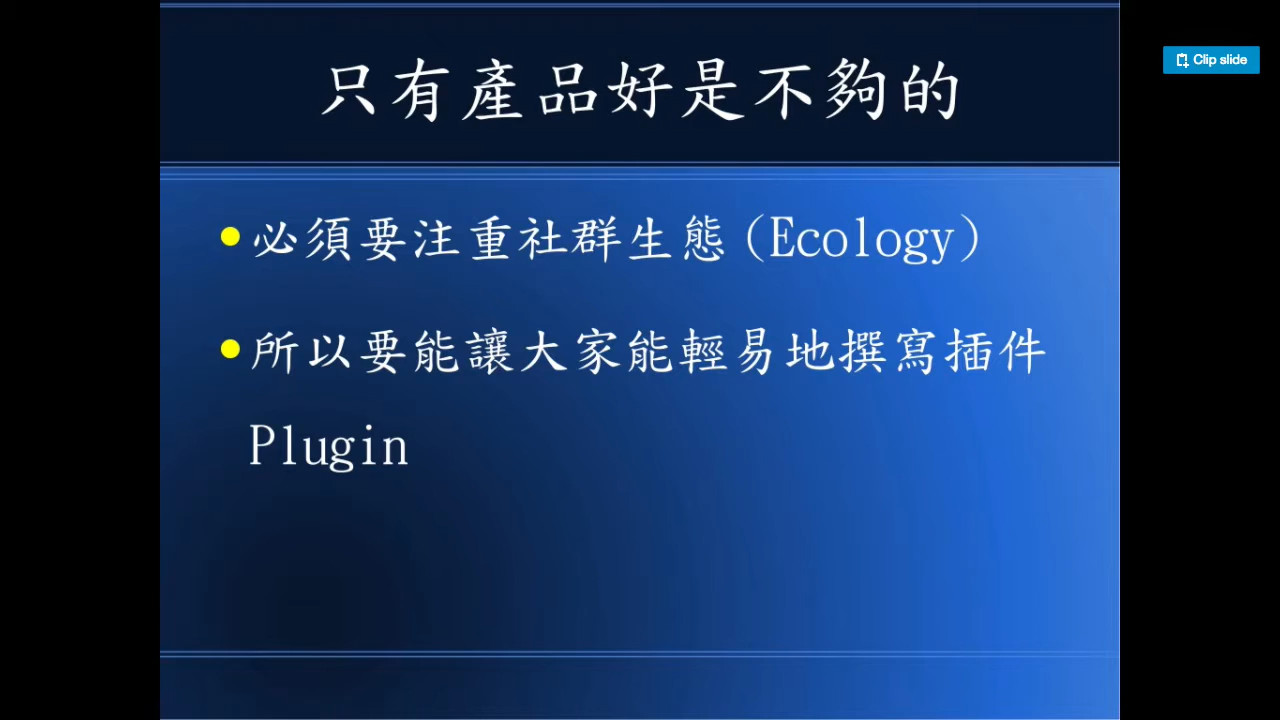 Clip slide
只有產品好是不夠的
必須要注重社群生態(Ecology)
所以要能讓大家能輕易地撰寫插件
Plugin